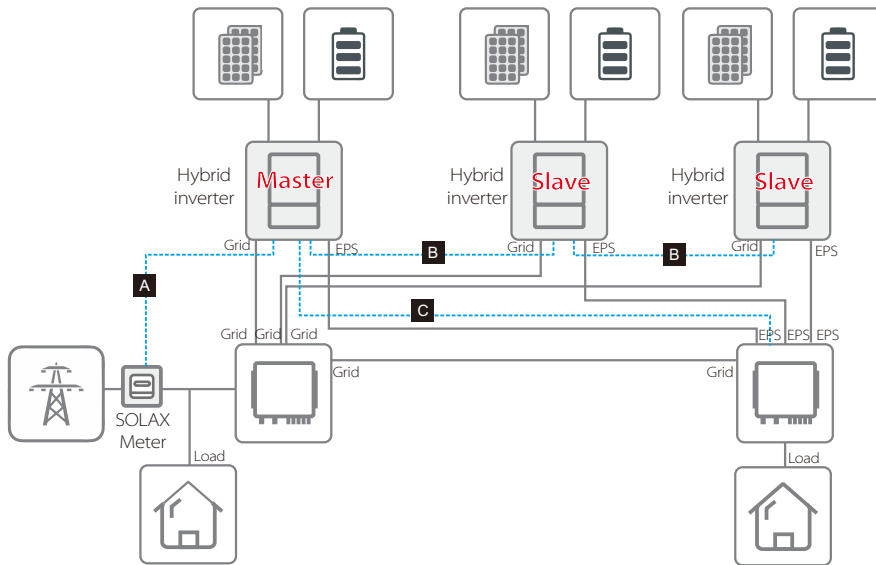 Hybrid
inverter
Master
Hybrid
inverter
Slave
Hybrid
inverter
Slave
Grid
EPS
B
Grid
EPS
B
Grid
EPS
A
C
Grid Grid Grid
EPS EPS EPS
Grid
Grid
SOLAX
Meter
Load
Load